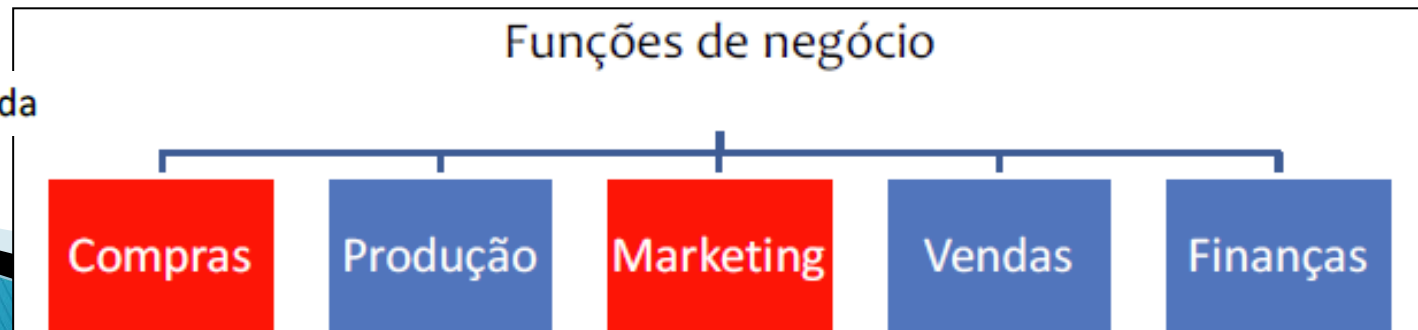 Funções de negócio
da
Compras
Produção
Marketing
Vendas
Finanças